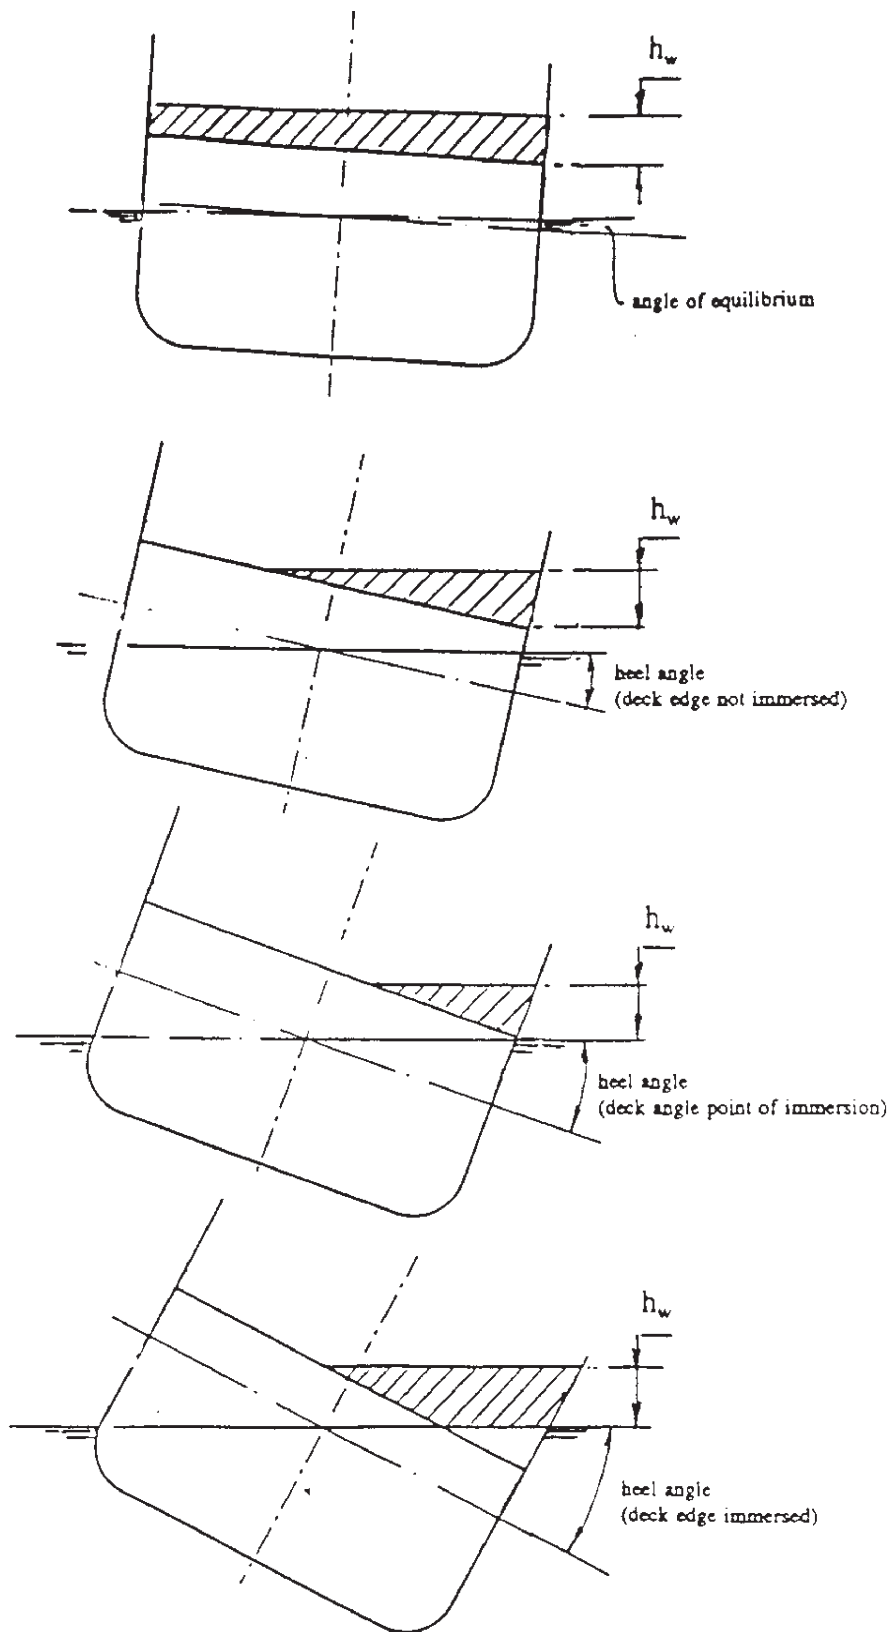 h_w
angle of equilibrium
h_w
heel angle
(deck edge not immersed)
h_w
heel angle
(deck angle point of immersion)
h_w
heel angle
(deck edge immersed)